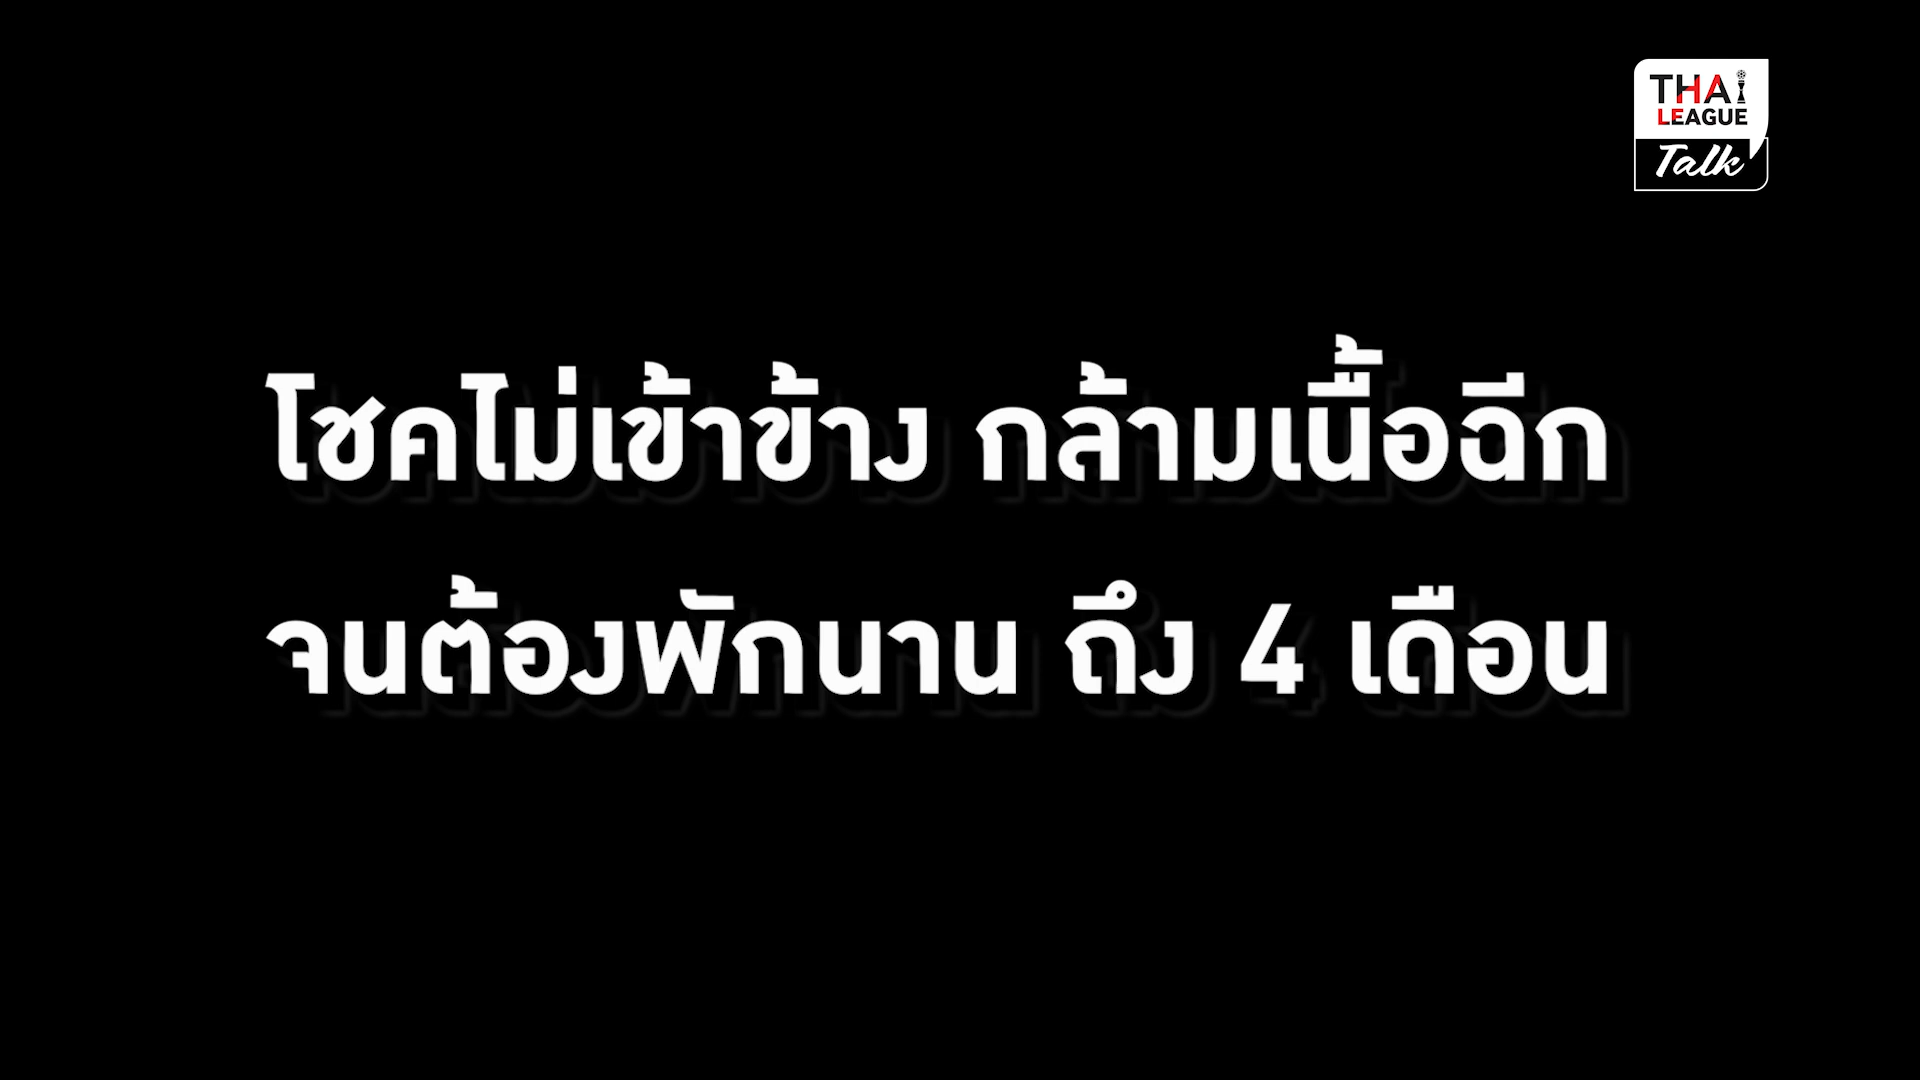 THAI
LEAGUE
Talk
โชคไม่เข้าข้าง กล้ามเนื้อฉีก
จนต้องพักนาน ถึง 4 เดือน